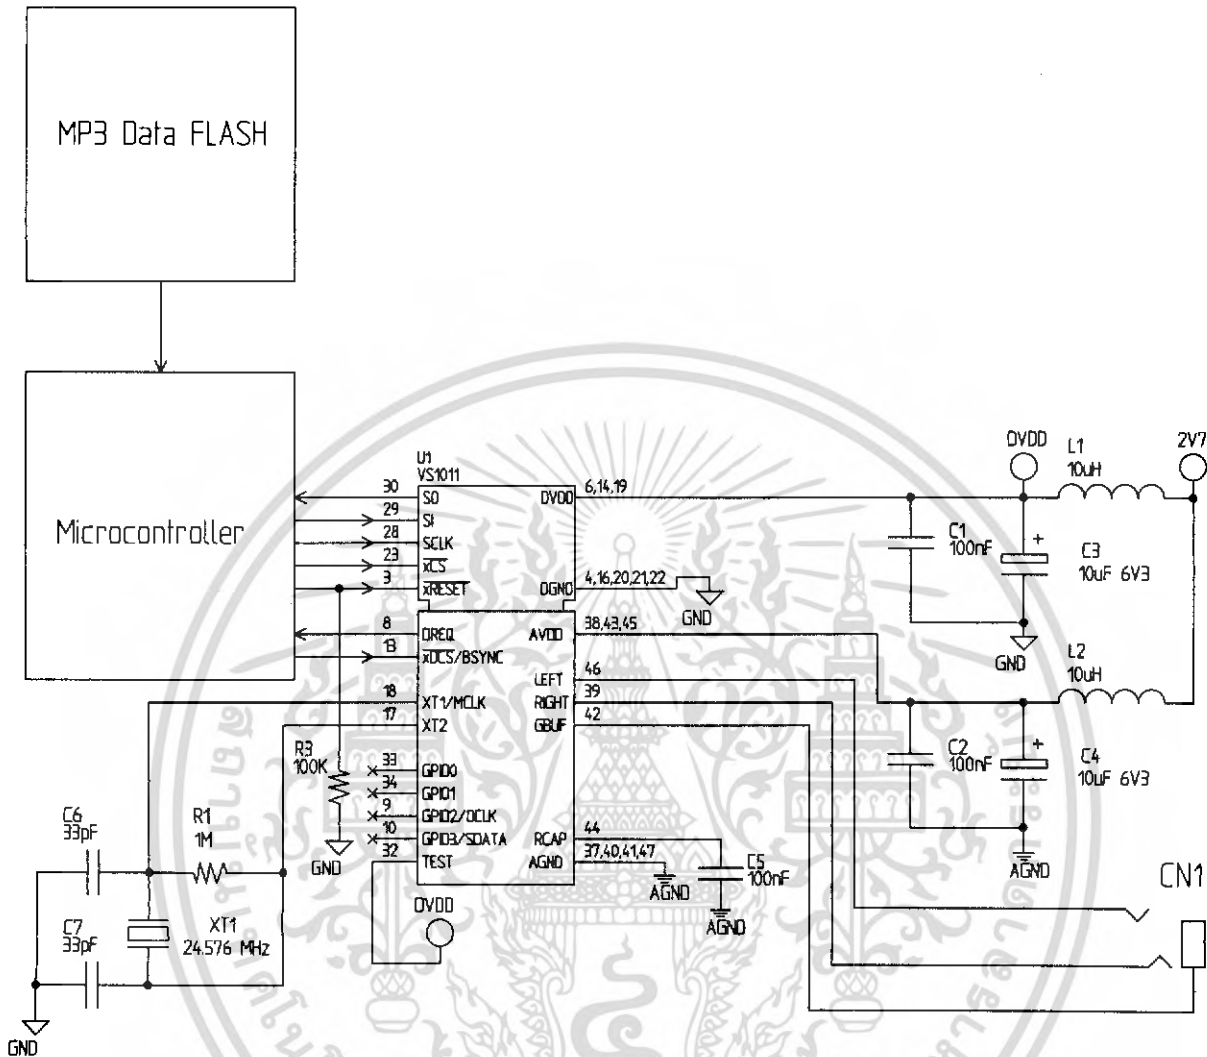 MP3 Data FLASH
Microcontroller
U1
VS1011
30
SO
29
SI
28
SCLK
23
xCS
3
xRESET
8
DREQ
13
xDCS/BSYNC
18
XT1/MCLK
17
XT2
33
GPIO0
34
GPIO1
9
GPIO2/DCLK
10
GPIO3/SDATA
32
TEST
DVDD
6,14,19
DGND
4,16,20,21,22
GND
AVDD
38,43,45
LEFT
46
RIGHT
39
GBUF
42
RCAP
44
AGND
37,40,41,47
AGND
C5
100nF
AGND
DVDD
L1
10uH
2V7
C1
100nF
+
C3
10uF 6V3
GND
L2
10uH
C2
100nF
+
C4
10uF 6V3
AGND
CN1
R3
100K
GND
C6
33pF
R1
1M
C7
33pF
XT1
24.576 MHz
GND
DVDD